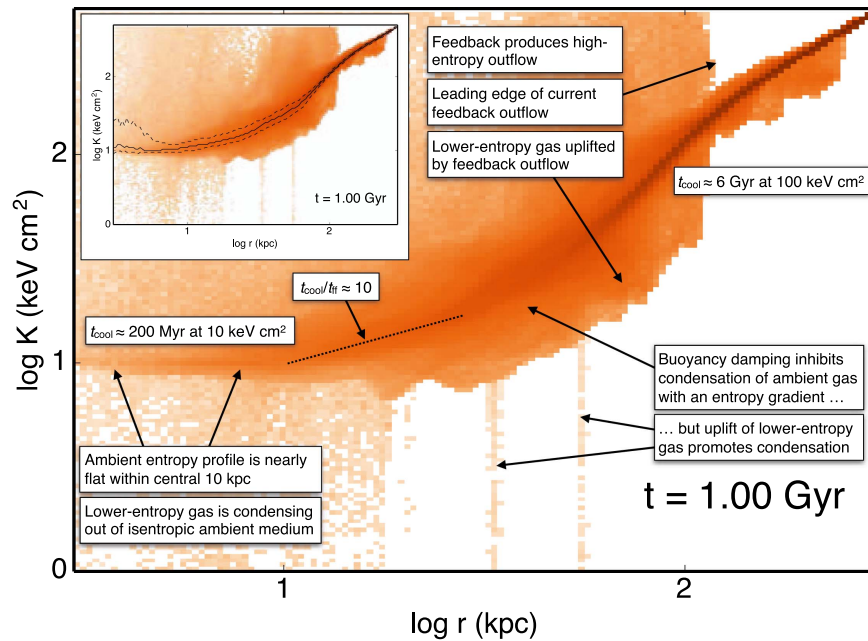 Feedback produces high-
entropy outflow
Leading edge of current
feedback outflow
Lower-entropy gas uplifted
by feedback outflow
t_cool ≈ 6 Gyr at 100 keV cm²
2
1
0
log K (keV cm²)
t = 1.00 Gyr
1
2
log r (kpc)
t_cool/t_ff ≈ 10
t_cool ≈ 200 Myr at 10 keV cm²
Buoyancy damping inhibits
condensation of ambient gas
with an entropy gradient …
… but uplift of lower-entropy
gas promotes condensation
Ambient entropy profile is nearly
flat within central 10 kpc
Lower-entropy gas is condensing
out of isentropic ambient medium
t = 1.00 Gyr
2
1
0
log K (keV cm²)
1
2
log r (kpc)